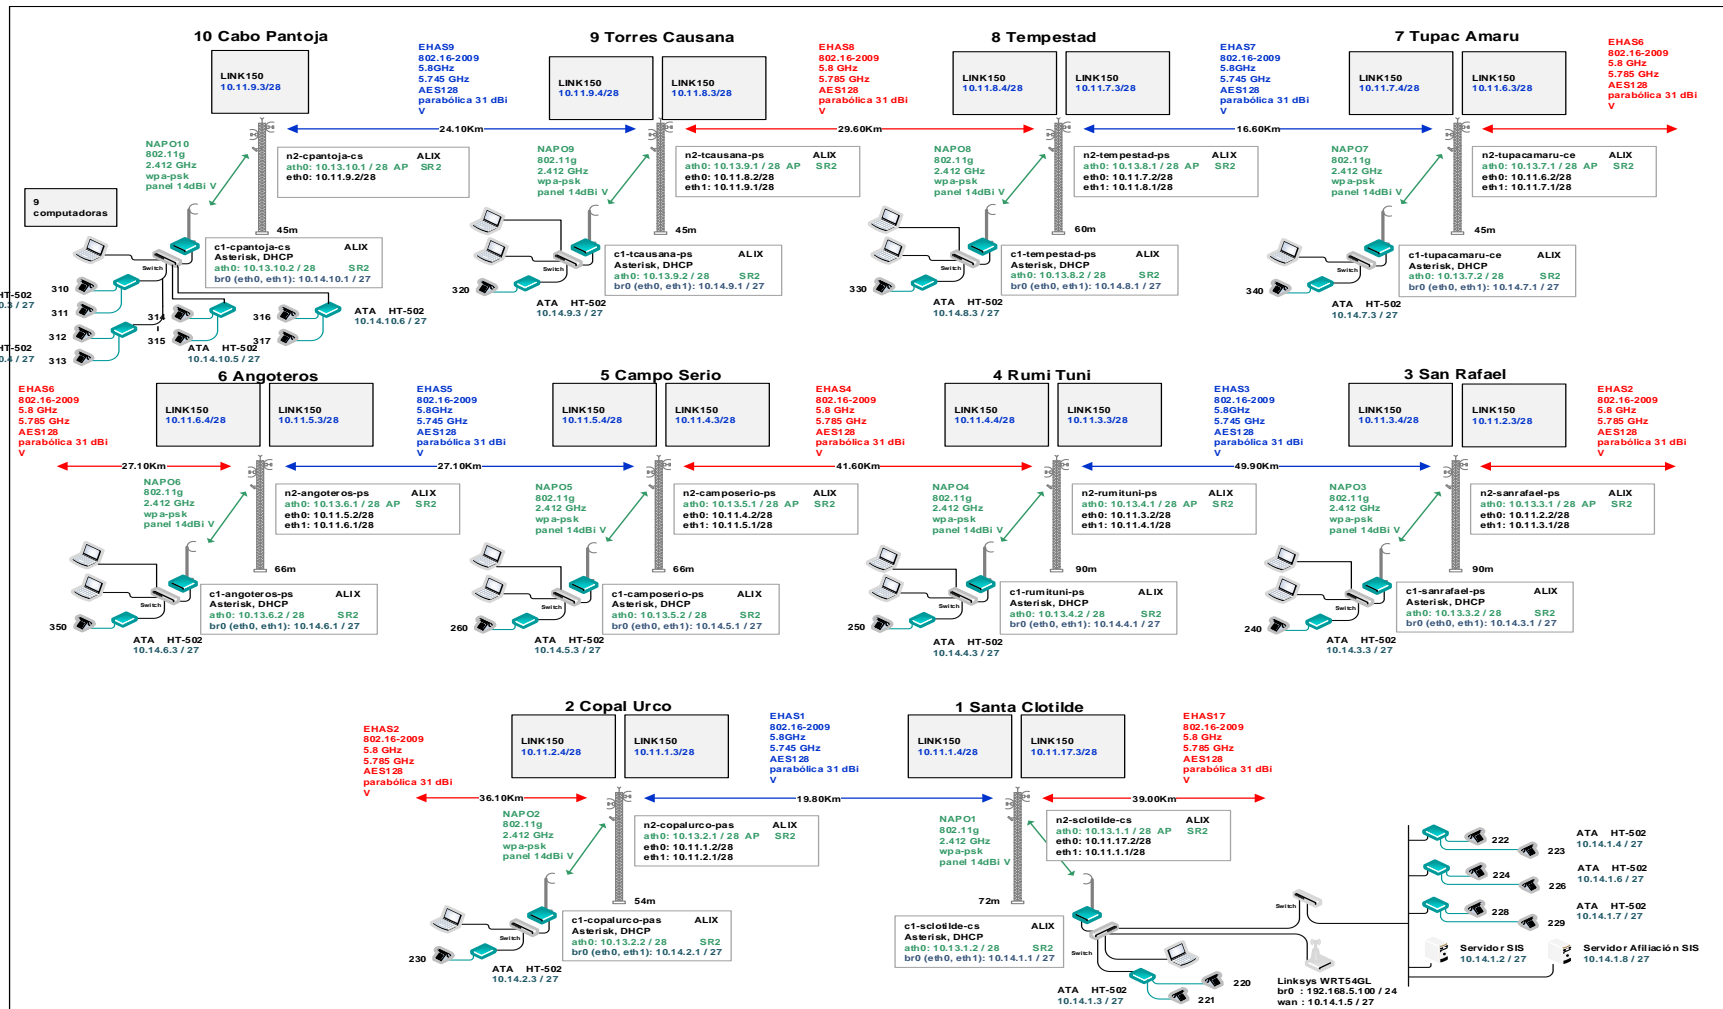 10 Cabo Pantoja
LINK150
10.11.9.3/28
EHAS9
802.16-2009
5.8GHz
5.745 GHz
AES128
parabólica 31 dBi
V
24.10Km
NAPO10
802.11g
2.412 GHz
wpa-psk
panel 14dBi V
n2-cpantoja-cs ALIX
ath0: 10.13.10.1 / 28 AP SR2
eth0: 10.11.9.2/28
9
computadoras
45m
c1-cpantoja-cs ALIX
Asterisk, DHCP
ath0: 10.13.10.2 / 28 SR2
br0 (eth0, eth1): 10.14.10.1 / 27
Switch
310
HT-502
0.3 / 27
311
312
HT-502
0.4 / 27
313
314
315
ATA HT-502
10.14.10.5 / 27
316
317
ATA HT-502
10.14.10.6 / 27
9 Torres Causana
LINK150
10.11.9.4/28
LINK150
10.11.8.3/28
EHAS8
802.16-2009
5.8 GHz
5.785 GHz
AES128
parabólica 31 dBi
V
29.60Km
NAPO9
802.11g
2.412 GHz
wpa-psk
panel 14dBi V
n2-tcausana-ps ALIX
ath0: 10.13.9.1 / 28 AP SR2
eth0: 10.11.8.2/28
eth1: 10.11.9.1/28
45m
c1-tcausana-ps ALIX
Asterisk, DHCP
ath0: 10.13.9.2 / 28 SR2
br0 (eth0, eth1): 10.14.9.1 / 27
Switch
320
ATA HT-502
10.14.9.3 / 27
8 Tempestad
LINK150
10.11.8.4/28
LINK150
10.11.7.3/28
EHAS7
802.16-2009
5.8GHz
5.745 GHz
AES128
parabólica 31 dBi
V
16.60Km
NAPO8
802.11g
2.412 GHz
wpa-psk
panel 14dBi V
n2-tempestad-ps ALIX
ath0: 10.13.8.1 / 28 AP SR2
eth0: 10.11.7.2/28
eth1: 10.11.8.1/28
60m
c1-tempestad-ps ALIX
Asterisk, DHCP
ath0: 10.13.8.2 / 28 SR2
br0 (eth0, eth1): 10.14.8.1 / 27
Switch
330
ATA HT-502
10.14.8.3 / 27
7 Tupac Amaru
LINK150
10.11.7.4/28
LINK150
10.11.6.3/28
EHAS6
802.16-2009
5.8 GHz
5.785 GHz
AES128
parabólica 31 dBi
V
NAPO7
802.11g
2.412 GHz
wpa-psk
panel 14dBi V
n2-tupacamaru-ce ALIX
ath0: 10.13.7.1 / 28 AP SR2
eth0: 10.11.6.2/28
eth1: 10.11.7.1/28
45m
c1-tupacamaru-ce ALIX
Asterisk, DHCP
ath0: 10.13.7.2 / 28 SR2
br0 (eth0, eth1): 10.14.7.1 / 27
Switch
340
ATA HT-502
10.14.7.3 / 27
EHAS6
802.16-2009
5.8 GHz
5.785 GHz
AES128
parabólica 31 dBi
V
27.10Km
6 Angoteros
LINK150
10.11.6.4/28
LINK150
10.11.5.3/28
EHAS5
802.16-2009
5.8GHz
5.745 GHz
AES128
parabólica 31 dBi
V
27.10Km
NAPO6
802.11g
2.412 GHz
wpa-psk
panel 14dBi V
n2-angoteros-ps ALIX
ath0: 10.13.6.1 / 28 AP SR2
eth0: 10.11.5.2/28
eth1: 10.11.6.1/28
66m
c1-angoteros-ps ALIX
Asterisk, DHCP
ath0: 10.13.6.2 / 28 SR2
br0 (eth0, eth1): 10.14.6.1 / 27
Switch
350
ATA HT-502
10.14.6.3 / 27
5 Campo Serio
LINK150
10.11.5.4/28
LINK150
10.11.4.3/28
EHAS4
802.16-2009
5.8 GHz
5.785 GHz
AES128
parabólica 31 dBi
V
41.60Km
NAPO5
802.11g
2.412 GHz
wpa-psk
panel 14dBi V
n2-camposerio-ps ALIX
ath0: 10.13.5.1 / 28 AP SR2
eth0: 10.11.4.2/28
eth1: 10.11.5.1/28
66m
c1-camposerio-ps ALIX
Asterisk, DHCP
ath0: 10.13.5.2 / 28 SR2
br0 (eth0, eth1): 10.14.5.1 / 27
Switch
260
ATA HT-502
10.14.5.3 / 27
4 Rumi Tuni
LINK150
10.11.4.4/28
LINK150
10.11.3.3/28
EHAS3
802.16-2009
5.8GHz
5.745 GHz
AES128
parabólica 31 dBi
V
49.90Km
NAPO4
802.11g
2.412 GHz
wpa-psk
panel 14dBi V
n2-rumituni-ps ALIX
ath0: 10.13.4.1 / 28 AP SR2
eth0: 10.11.3.2/28
eth1: 10.11.4.1/28
90m
c1-rumituni-ps ALIX
Asterisk, DHCP
ath0: 10.13.4.2 / 28 SR2
br0 (eth0, eth1): 10.14.4.1 / 27
Switch
250
ATA HT-502
10.14.4.3 / 27
3 San Rafael
LINK150
10.11.3.4/28
LINK150
10.11.2.3/28
EHAS2
802.16-2009
5.8 GHz
5.785 GHz
AES128
parabólica 31 dBi
V
NAPO3
802.11g
2.412 GHz
wpa-psk
panel 14dBi V
n2-sanrafael-ps ALIX
ath0: 10.13.3.1 / 28 AP SR2
eth0: 10.11.2.2/28
eth1: 10.11.3.1/28
90m
c1-sanrafael-ps ALIX
Asterisk, DHCP
ath0: 10.13.3.2 / 28 SR2
br0 (eth0, eth1): 10.14.3.1 / 27
Switch
240
ATA HT-502
10.14.3.3 / 27
EHAS2
802.16-2009
5.8 GHz
5.785 GHz
AES128
parabólica 31 dBi
V
36.10Km
2 Copal Urco
LINK150
10.11.2.4/28
LINK150
10.11.1.3/28
EHAS1
802.16-2009
5.8GHz
5.745 GHz
AES128
parabólica 31 dBi
V
19.80Km
NAPO2
802.11g
2.412 GHz
wpa-psk
panel 14dBi V
n2-copalurco-pas ALIX
ath0: 10.13.2.1 / 28 AP SR2
eth0: 10.11.1.2/28
eth1: 10.11.2.1/28
54m
c1-copalurco-pas ALIX
Asterisk, DHCP
ath0: 10.13.2.2 / 28 SR2
br0 (eth0, eth1): 10.14.2.1 / 27
Switch
230
ATA HT-502
10.14.2.3 / 27
1 Santa Clotilde
LINK150
10.11.1.4/28
LINK150
10.11.17.3/28
EHAS17
802.16-2009
5.8 GHz
5.785 GHz
AES128
parabólica 31 dBi
V
39.00Km
NAPO1
802.11g
2.412 GHz
wpa-psk
panel 14dBi V
n2-sclotilde-cs ALIX
ath0: 10.13.1.1 / 28 AP SR2
eth0: 10.11.17.2/28
eth1: 10.11.1.1/28
72m
c1-sclotilde-cs ALIX
Asterisk, DHCP
ath0: 10.13.1.2 / 28 SR2
br0 (eth0, eth1): 10.14.1.1 / 27
Switch
220
221
ATA HT-502
10.14.1.3 / 27
Linksys WRT54GL
br0 : 192.168.5.100 / 24
wan : 10.14.1.5 / 27
222
223
ATA HT-502
10.14.1.4 / 27
224
226
ATA HT-502
10.14.1.6 / 27
228
229
ATA HT-502
10.14.1.7 / 27
Servidor SIS
10.14.1.2 / 27
Servidor Afiliación SIS
10.14.1.8 / 27